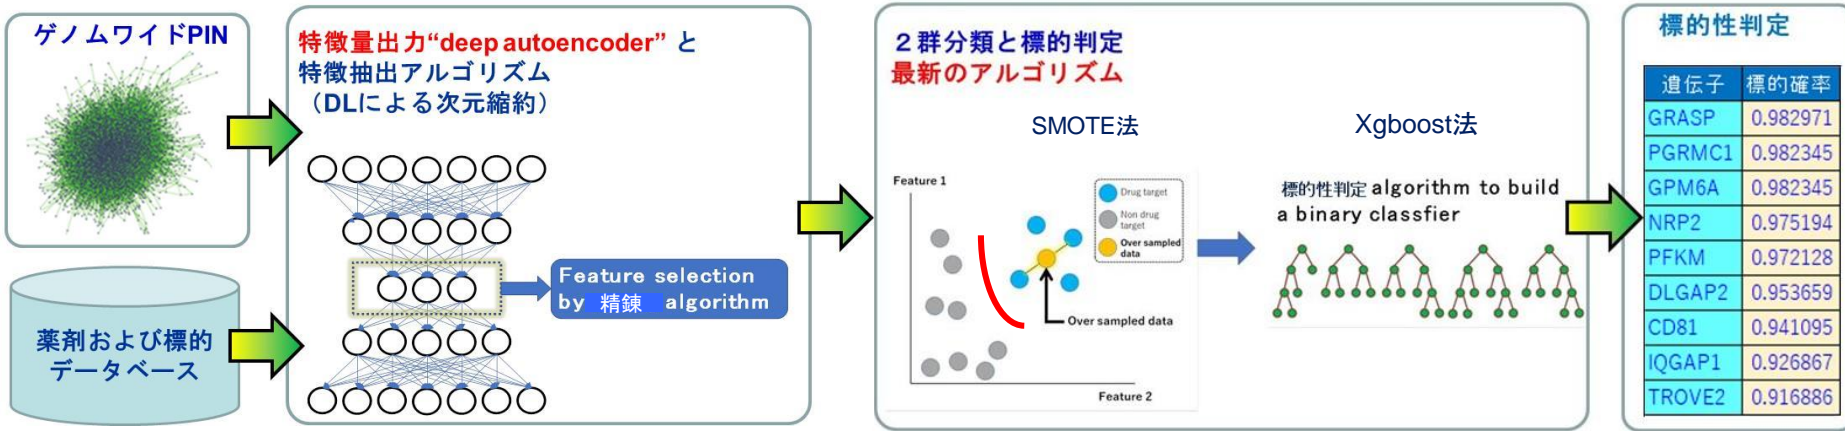 ゲノムワイドPIN
薬剤および標的
データベース
特徴量出力“deep autoencoder” と
特徴抽出アルゴリズム
（DLによる次元縮約）
Feature selection
by 精錬 algorithm
２群分類と標的判定
最新のアルゴリズム
SMOTE法
Feature 1
Drug target
Non drug
target
Over sampled
data
Over sampled data
Feature 2
Xgboost法
標的性判定 algorithm to build
a binary classfier
標的性判定
遺伝子 標的確率
GRASP 0.982971
PGRMC1 0.982345
GPM6A 0.982345
NRP2 0.975194
PFKM 0.972128
DLGAP2 0.953659
CD81 0.941095
IQGAP1 0.926867
TROVE2 0.916886